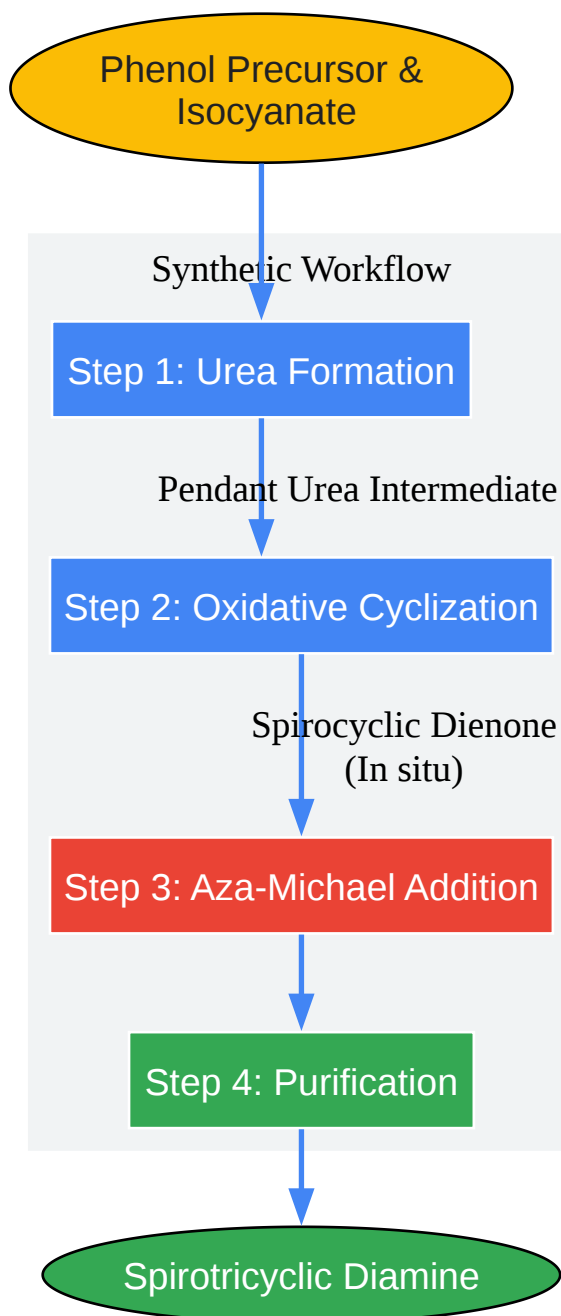 Phenol Precursor &
Isocyanate
Synthetic Workflow
Step 1: Urea Formation
Pendant Urea Intermediate
Step 2: Oxidative Cyclization
Spirocyclic Dienone
(In situ)
Step 3: Aza-Michael Addition
Step 4: Purification
Spirotricyclic Diamine